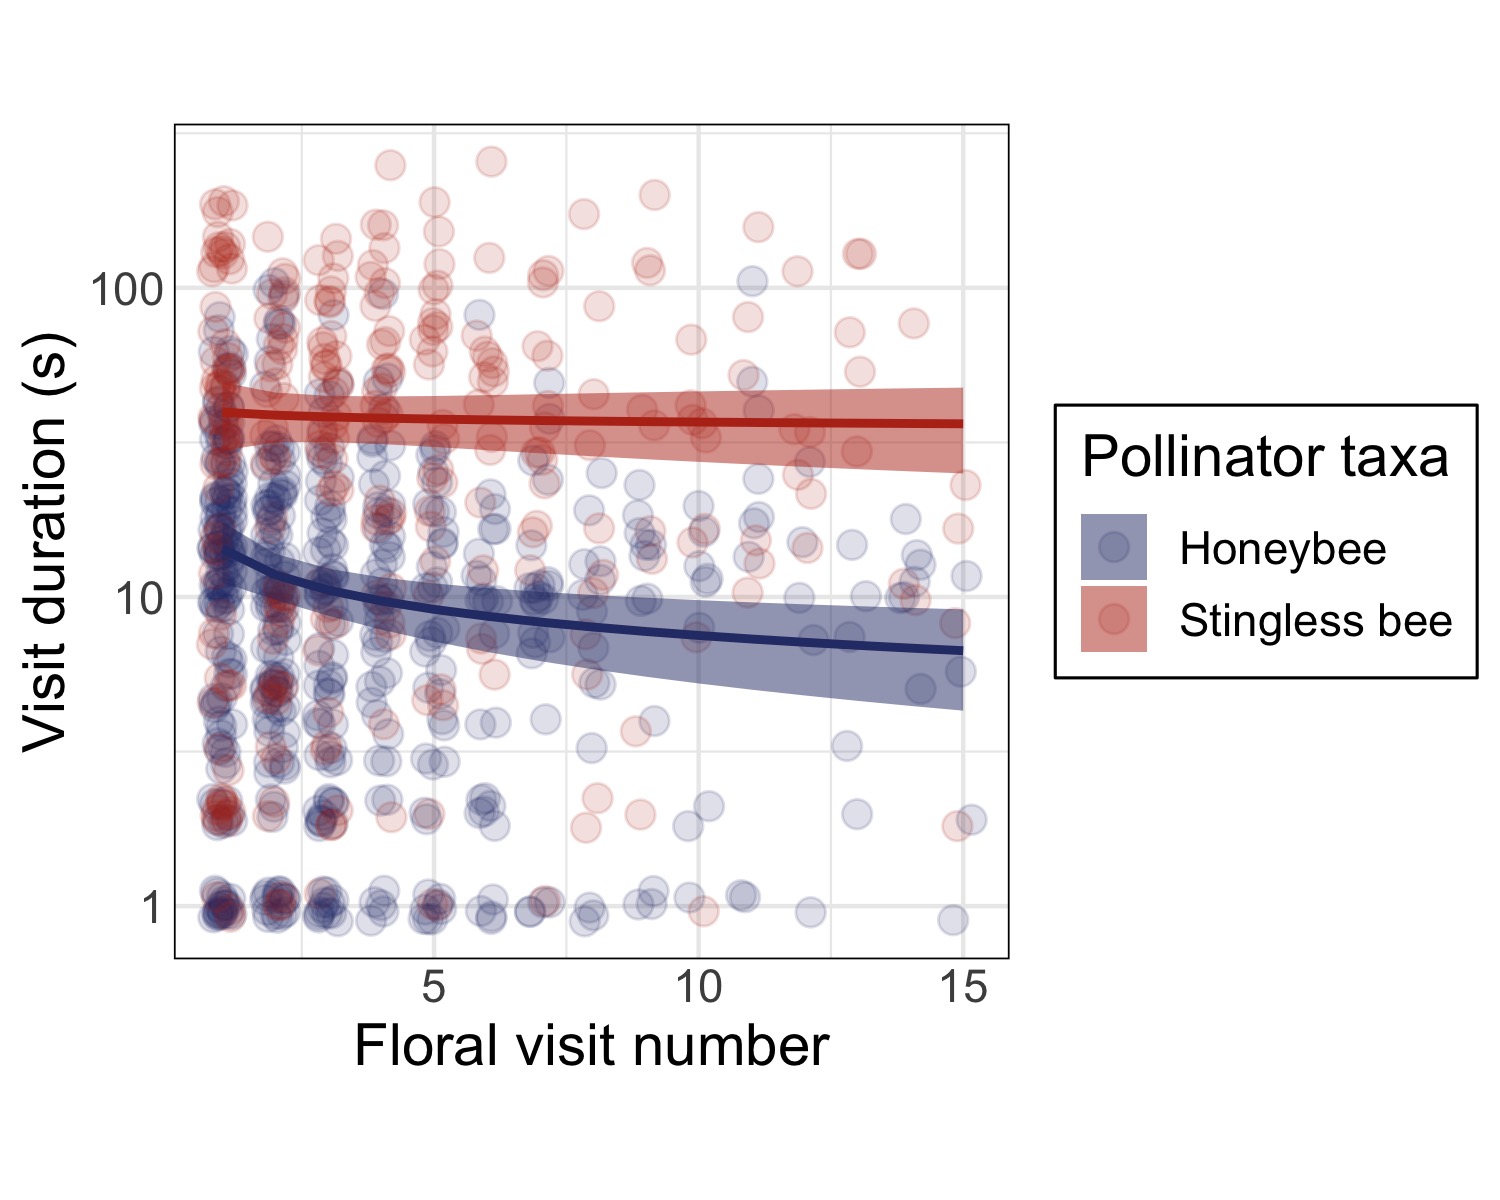 Visit duration (s)
100
10
1
5 10 15
Floral visit number
Pollinator taxa
Honeybee
Stingless bee